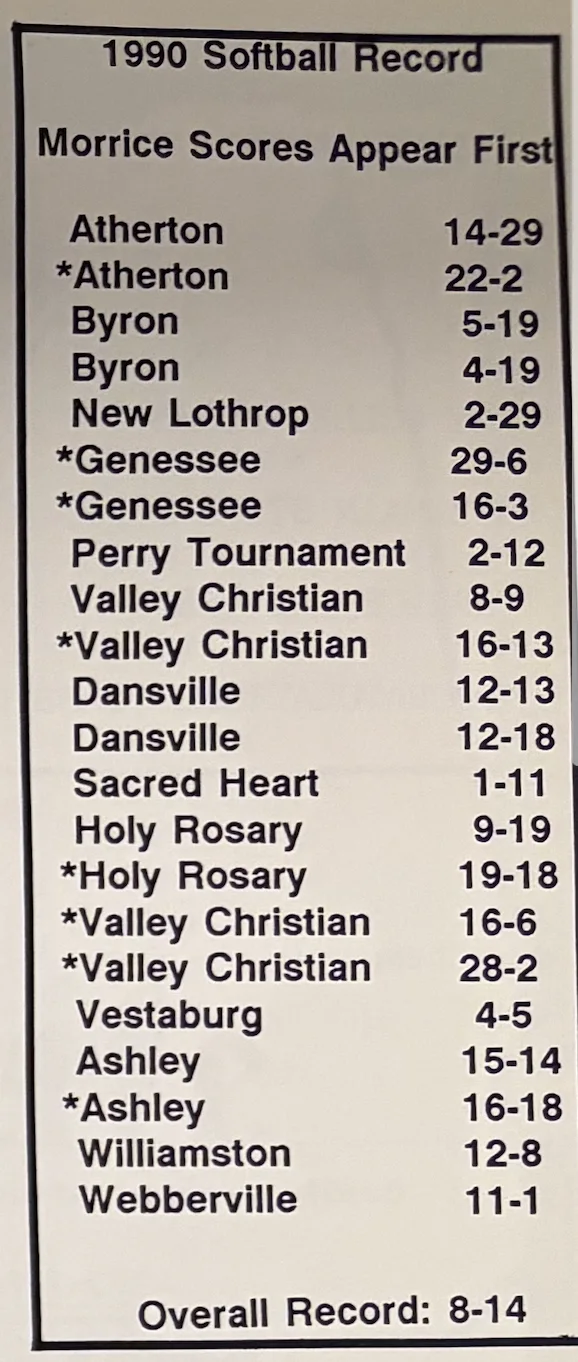 1990 Softball Record
Morrice Scores Appear First
Atherton 14-29
*Atherton 22-2
Byron 5-19
Byron 4-19
New Lothrop 2-29
*Genessee 29-6
*Genessee 16-3
Perry Tournament 2-12
Valley Christian 8-9
*Valley Christian 16-13
Dansville 12-13
Dansville 12-18
Sacred Heart 1-11
Holy Rosary 9-19
*Holy Rosary 19-18
*Valley Christian 16-6
*Valley Christian 28-2
Vestaburg 4-5
Ashley 15-14
*Ashley 16-18
Williamston 12-8
Webberville 11-1
Overall Record: 8-14